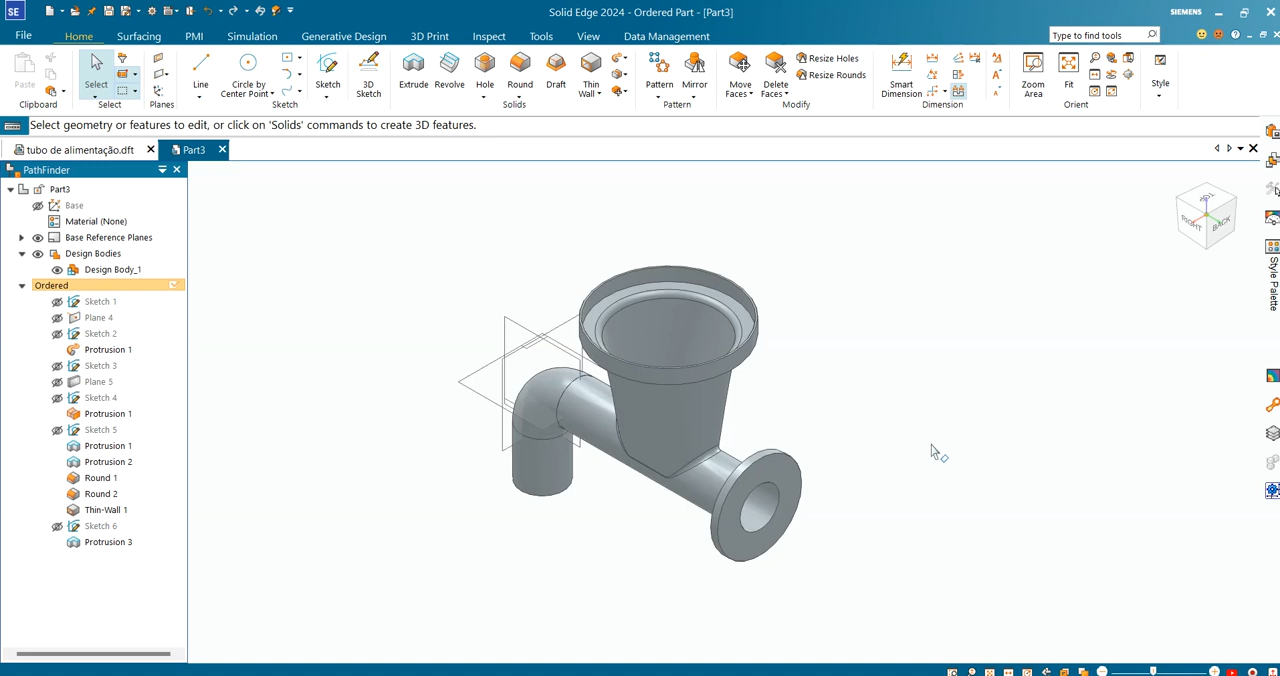 SE
Solid Edge 2024 - Ordered Part - [Part3]
SIEMENS
File Home Surfacing PMI Simulation Generative Design 3D Print Inspect Tools View Data Management
Type to find tools
Paste
Clipboard
Select
Select
Planes
Line
Circle by
Center Point
Sketch
Sketch
3D
Sketch
Extrude
Revolve
Hole
Round
Draft
Thin
Wall
Solids
Pattern
Mirror
Pattern
Move
Faces
Delete
Faces
Resize Holes
Resize Rounds
Modify
Smart
Dimension
Dimension
Zoom
Area
Fit
Orient
Style
Select geometry or features to edit, or click on 'Solids' commands to create 3D features.
tubo de alimentação.dft
Part3
PathFinder
Part3
Base
Material (None)
Base Reference Planes
Design Bodies
Design Body_1
Ordered
Sketch 1
Plane 4
Sketch 2
Protrusion 1
Sketch 3
Plane 5
Sketch 4
Protrusion 1
Sketch 5
Protrusion 1
Protrusion 2
Round 1
Round 2
Thin-Wall 1
Sketch 6
Protrusion 3
TOP
RIGHT
BACK
Style Palette